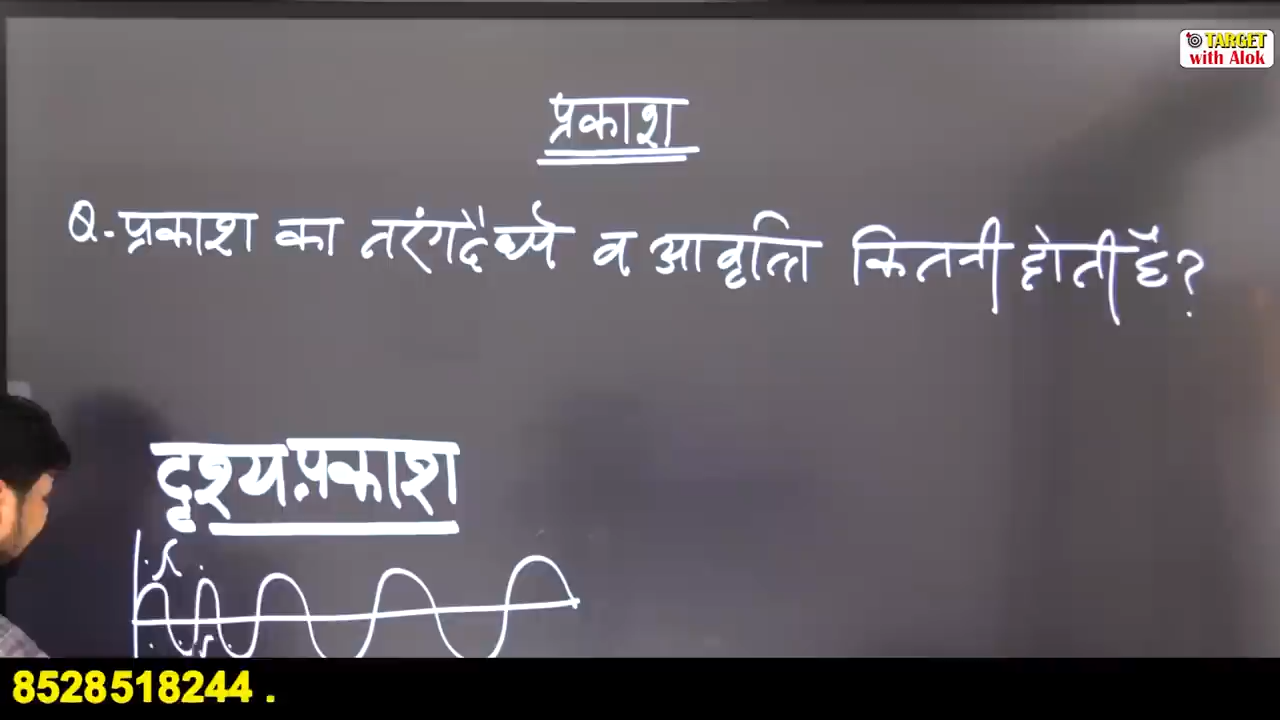 TARGET
with Alok
प्रकाश
Q.- प्रकाश का तरंगदैर्ध्य व आवृत्ति कितनी होती है?
दृश्य प्रकाश
λ
8528518244 .